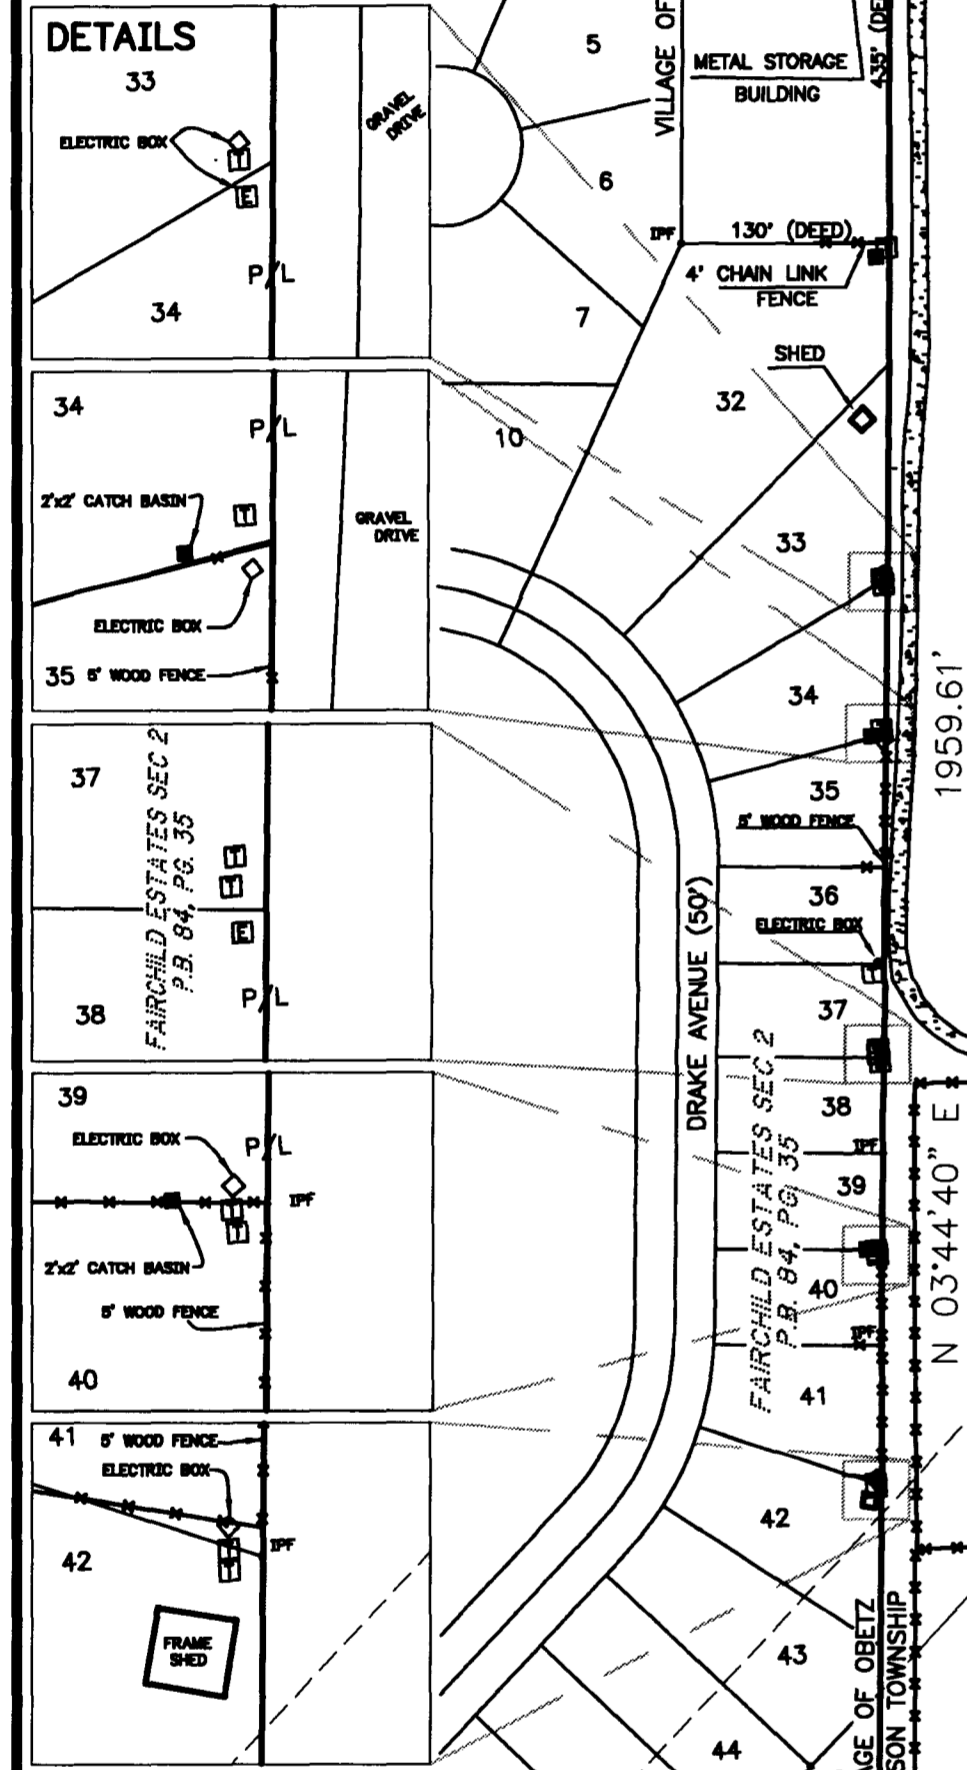 DETAILS
33
ELECTRIC BOX
T
E
P/L
34
GRAVEL
DRIVE
34
P/L
2'x2' CATCH BASIN
T
GRAVEL
DRIVE
ELECTRIC BOX
35 5' WOOD FENCE
37
FAIRCHILD ESTATES SEC 2
P.B. 84, PG. 35
T
T
E
P/L
38
39
ELECTRIC BOX
P/L
IPF
T
T
2'x2' CATCH BASIN
5' WOOD FENCE
40
41 5' WOOD FENCE
ELECTRIC BOX
IPF
T
T
42
FRAME
SHED
5
6
7
10
VILLAGE OF
METAL STORAGE
BUILDING
435' (DE
IPF
130' (DEED)
4' CHAIN LINK
FENCE
SHED
32
33
34
35
5' WOOD FENCE
36
ELECTRIC BOX
37
38
IPF
39
40
IPF
41
42
43
44
DRAKE AVENUE (50')
FAIRCHILD ESTATES SEC 2
P.B. 84, PG. 35
1959.61'
N 03°44'40" E
AGE OF OBETZ
SON TOWNSHIP